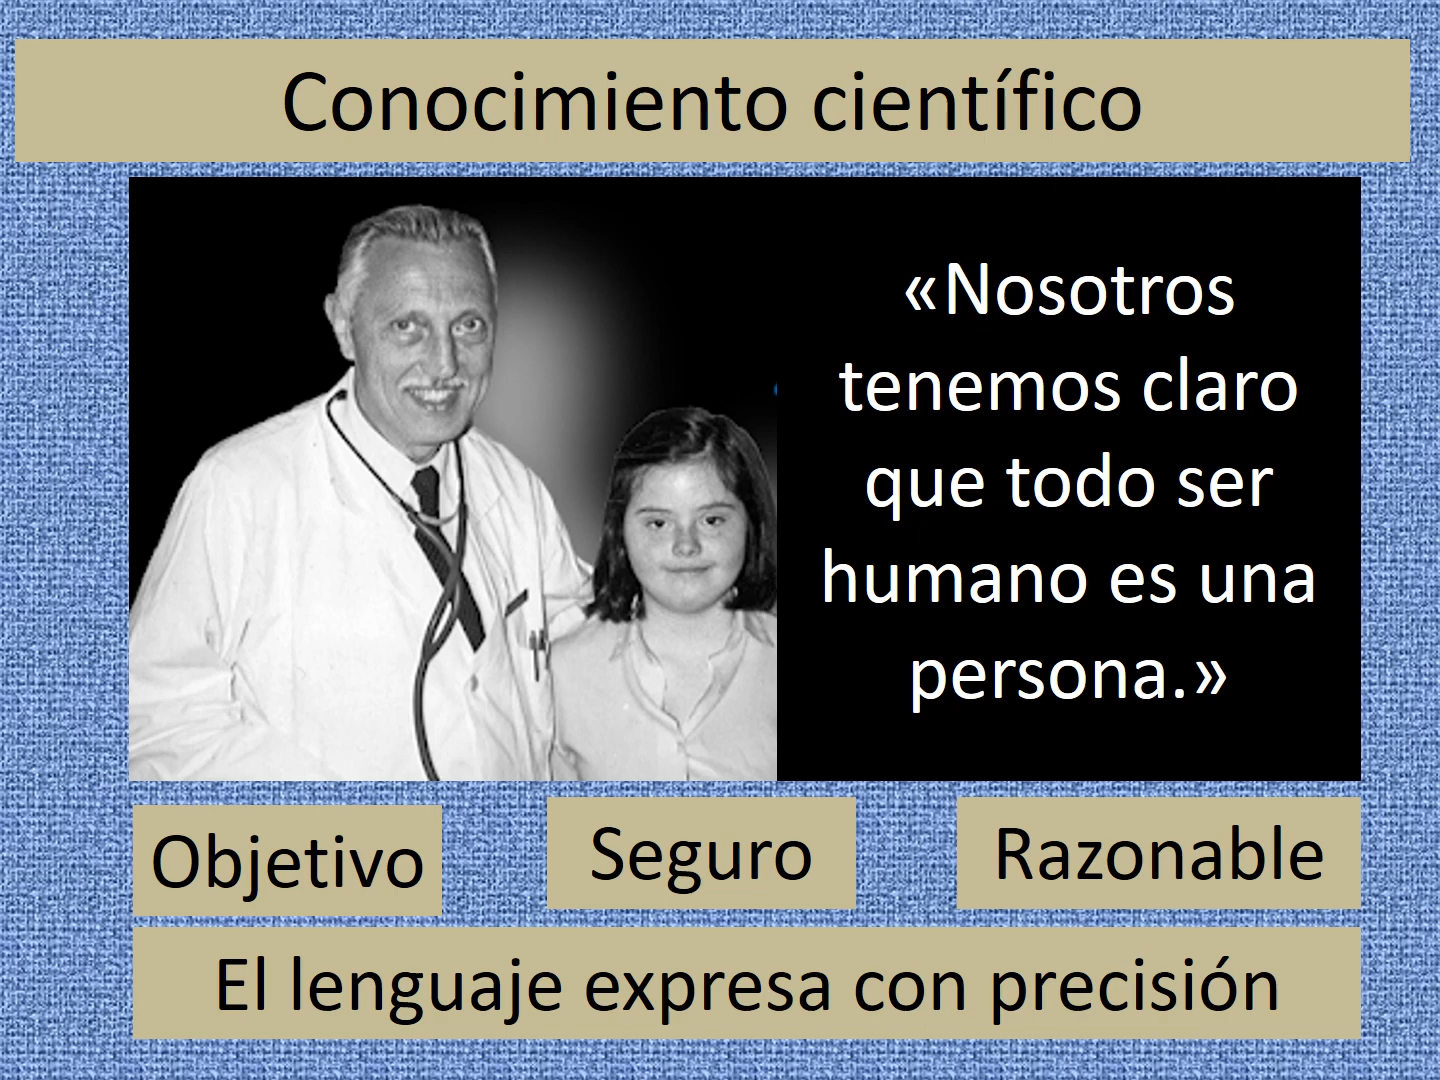 Conocimiento científico
«Nosotros
tenemos claro
que todo ser
humano es una
persona.»
Objetivo
Seguro
Razonable
El lenguaje expresa con precisión